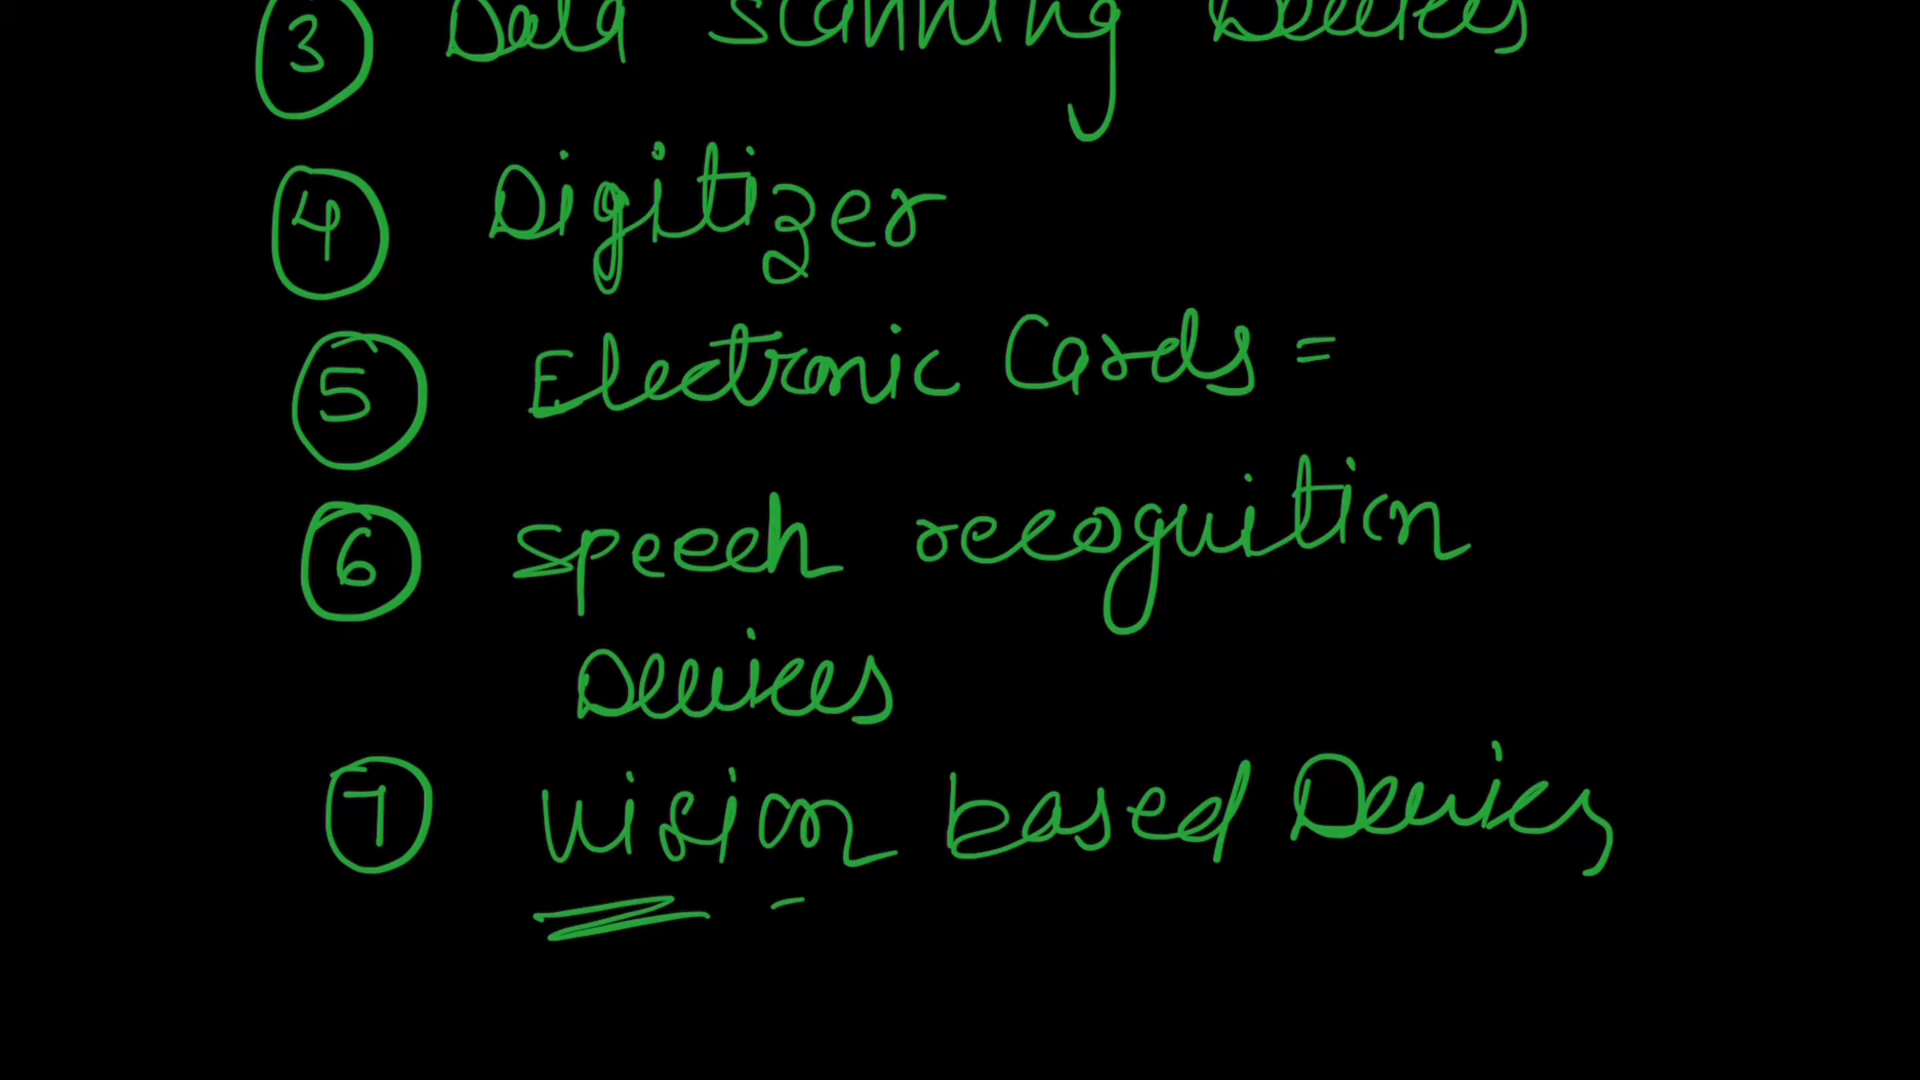 3 Data scanning Devices
4 Digitizer
5 Electronic Cards =
6 speech recognition
Devices
7 vision based Devices